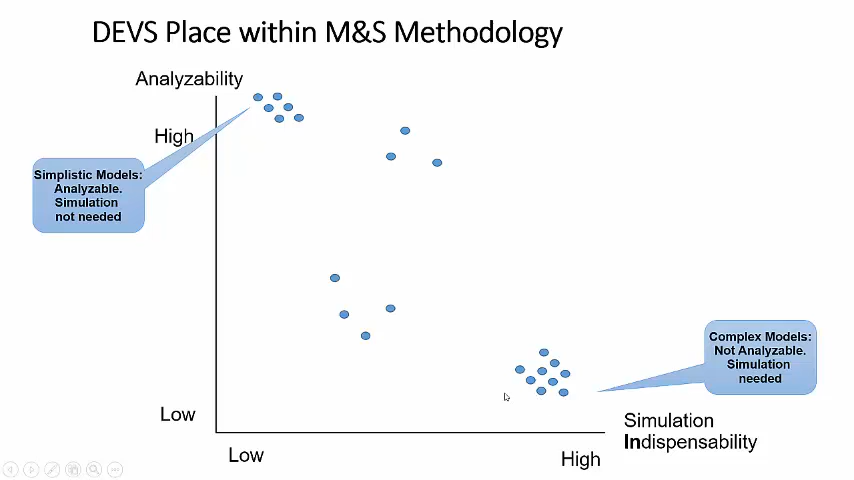 DEVS Place within M&S Methodology
Analyzability
High
Simplistic Models:
Analyzable.
Simulation
not needed
Complex Models:
Not Analyzable.
Simulation
needed
Low
Simulation
Indispensability
Low
High